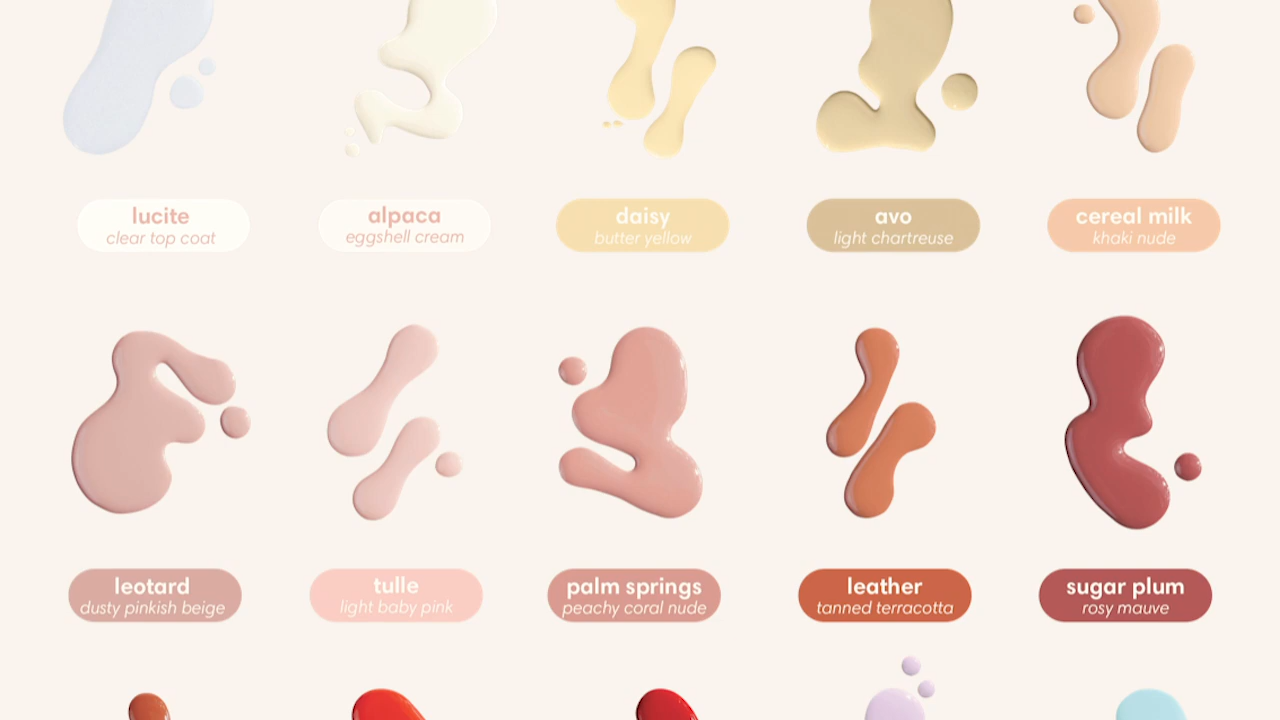 lucite
clear top coat
alpaca
eggshell cream
daisy
butter yellow
avo
light chartreuse
cereal milk
khaki nude
leotard
dusty pinkish beige
tulle
light baby pink
palm springs
peachy coral nude
leather
tanned terracotta
sugar plum
rosy mauve